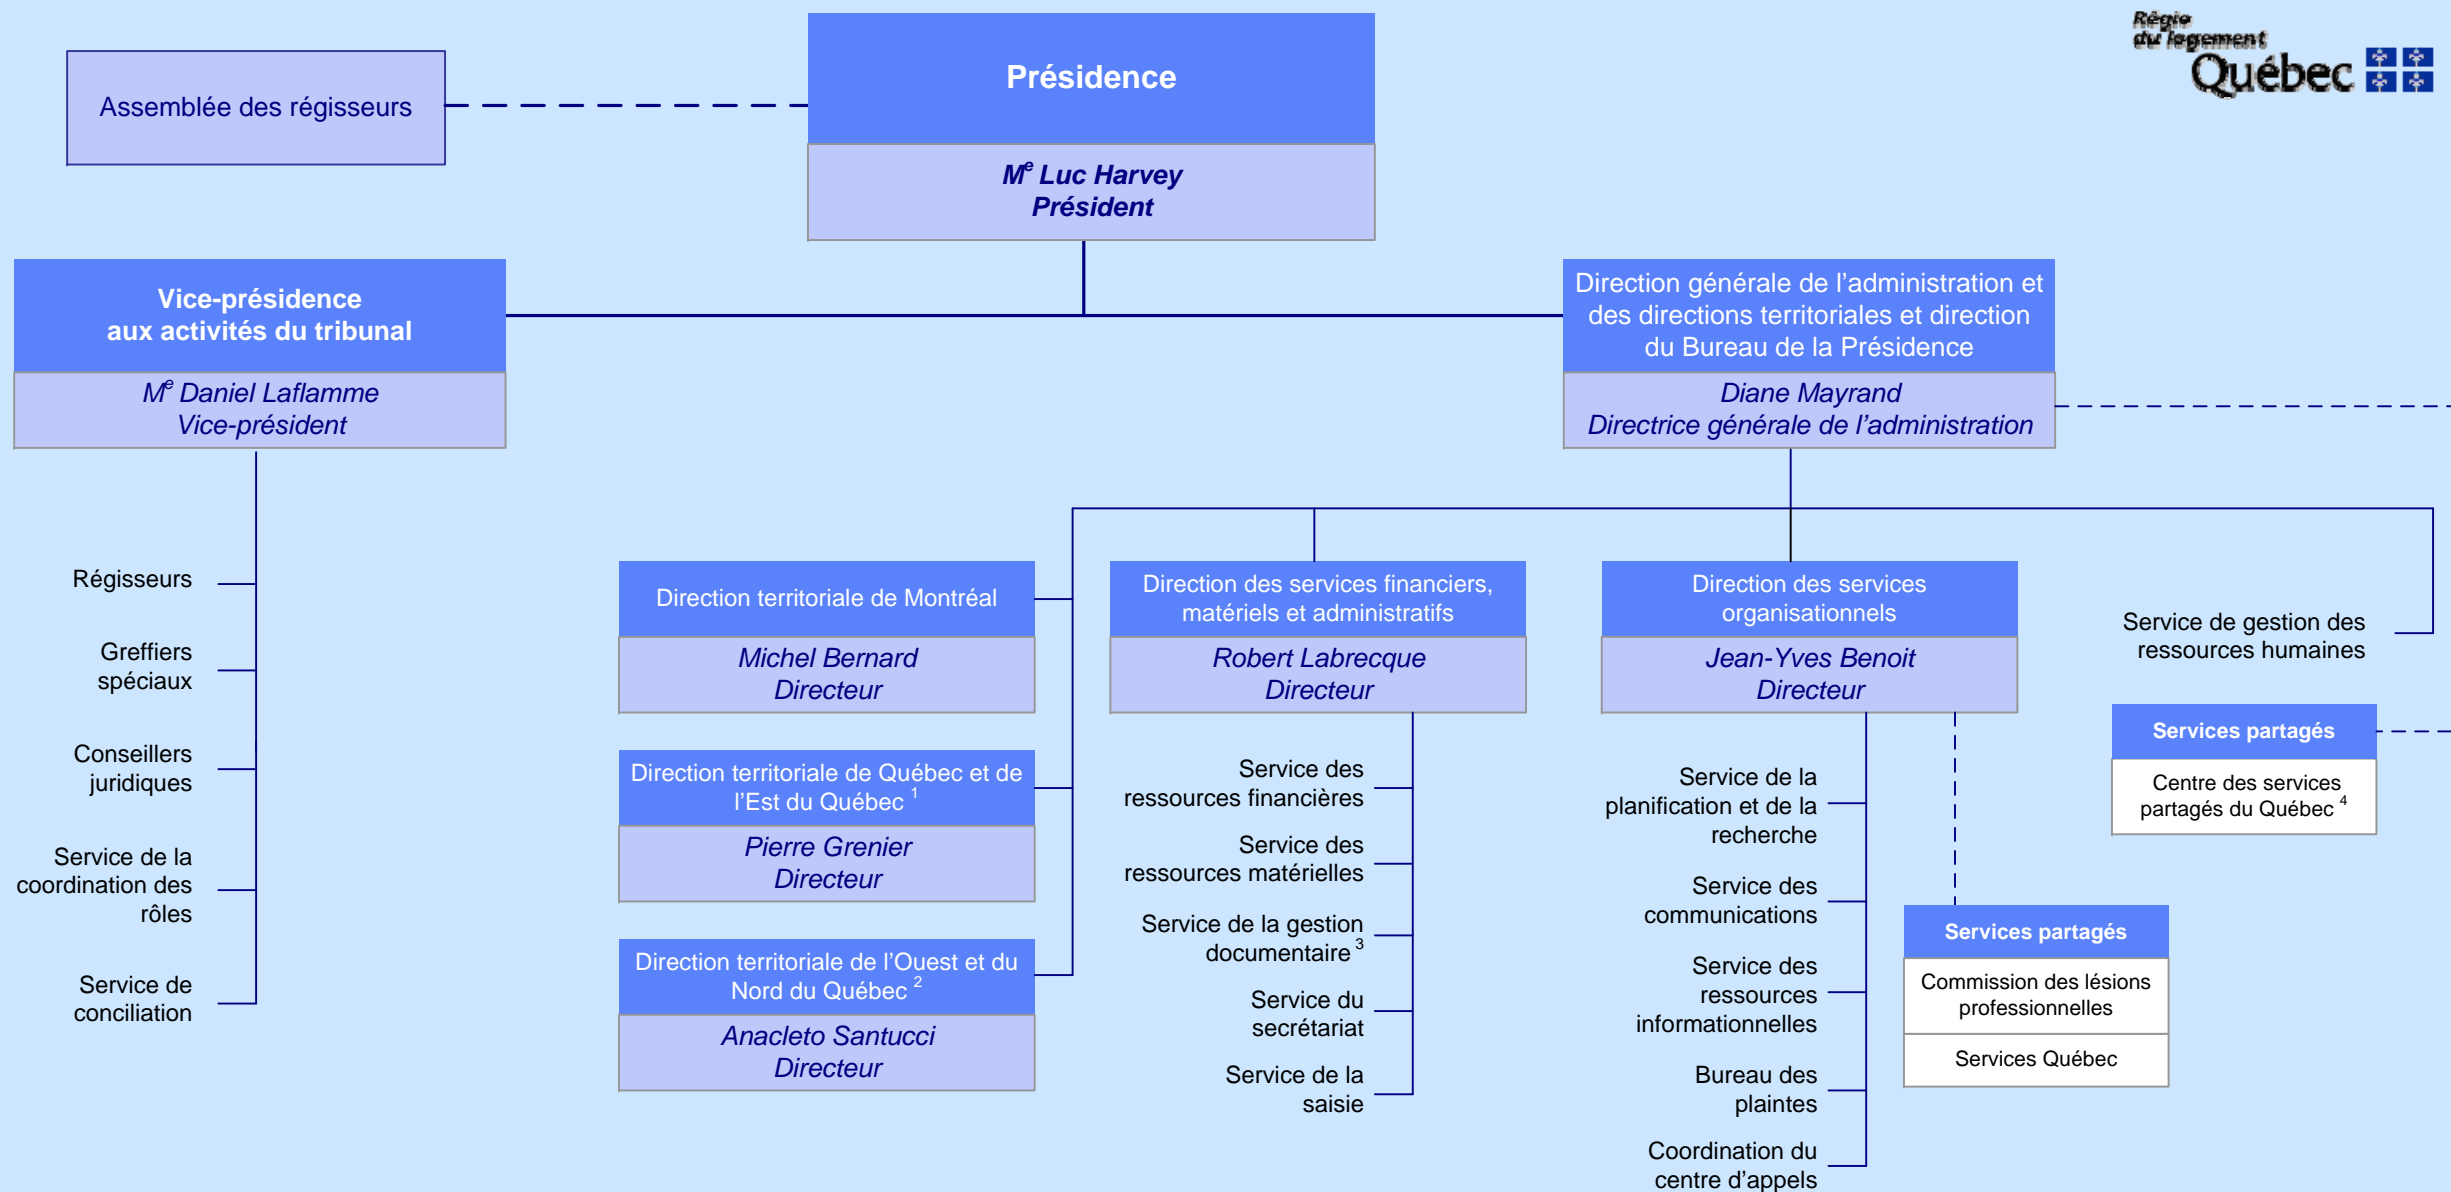 Régie
du logement
Québec
Assemblée des régisseurs
Présidence
Me Luc Harvey
Président
Vice-présidence
aux activités du tribunal
Me Daniel Laflamme
Vice-président
Direction générale de l'administration et
des directions territoriales et direction
du Bureau de la Présidence
Diane Mayrand
Directrice générale de l'administration
Régisseurs
Greffiers
spéciaux
Conseillers
juridiques
Service de la
coordination des
rôles
Service de
conciliation
Direction territoriale de Montréal
Michel Bernard
Directeur
Direction territoriale de Québec et de
l'Est du Québec 1
Pierre Grenier
Directeur
Direction territoriale de l'Ouest et du
Nord du Québec 2
Anacleto Santucci
Directeur
Direction des services financiers,
matériels et administratifs
Robert Labrecque
Directeur
Service des
ressources financières
Service des
ressources matérielles
Service de la gestion
documentaire 3
Service du
secrétariat
Service de la
saisie
Direction des services
organisationnels
Jean-Yves Benoit
Directeur
Service de la
planification et de la
recherche
Service des
communications
Service des
ressources
informationnelles
Bureau des
plaintes
Coordination du
centre d'appels
Services partagés
Commission des lésions
professionnelles
Services Québec
Service de gestion des
ressources humaines
Services partagés
Centre des services
partagés du Québec 4